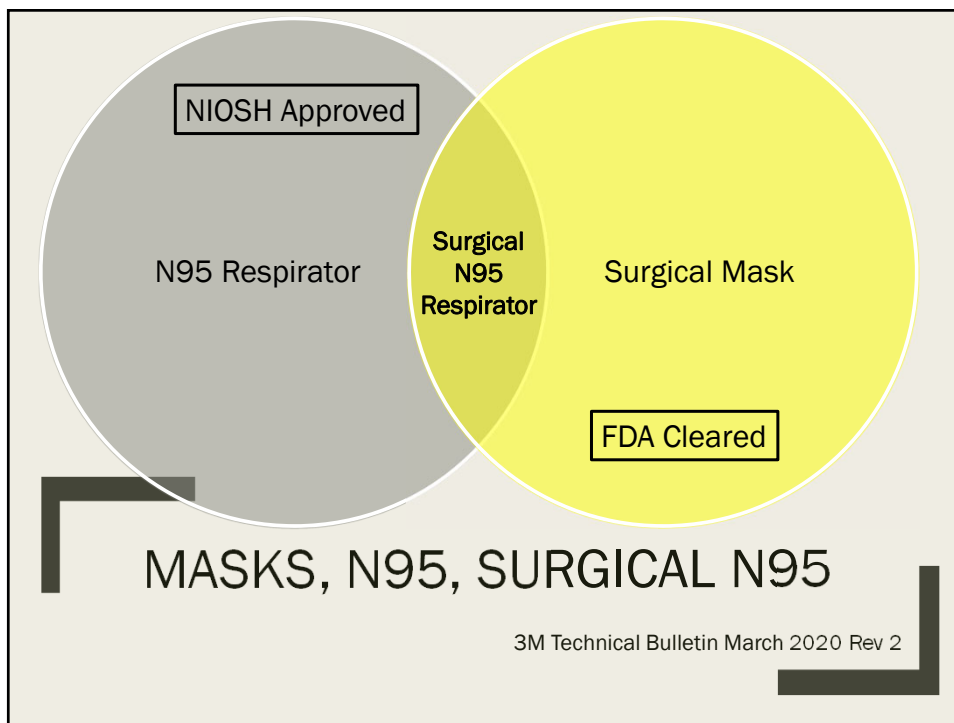 NIOSH Approved
N95 Respirator
Surgical
N95
Respirator
Surgical Mask
FDA Cleared
MASKS, N95, SURGICAL N95
3M Technical Bulletin March 2020 Rev 2